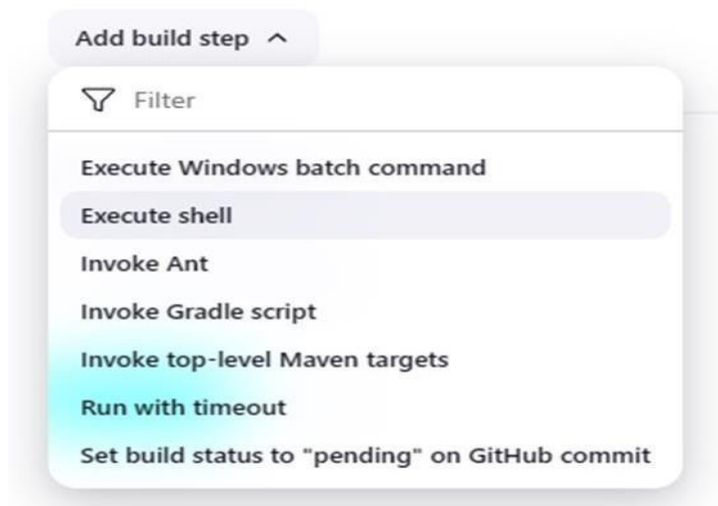 Add build step
Filter
Execute Windows batch command
Execute shell
Invoke Ant
Invoke Gradle script
Invoke top-level Maven targets
Run with timeout
Set build status to "pending" on GitHub commit